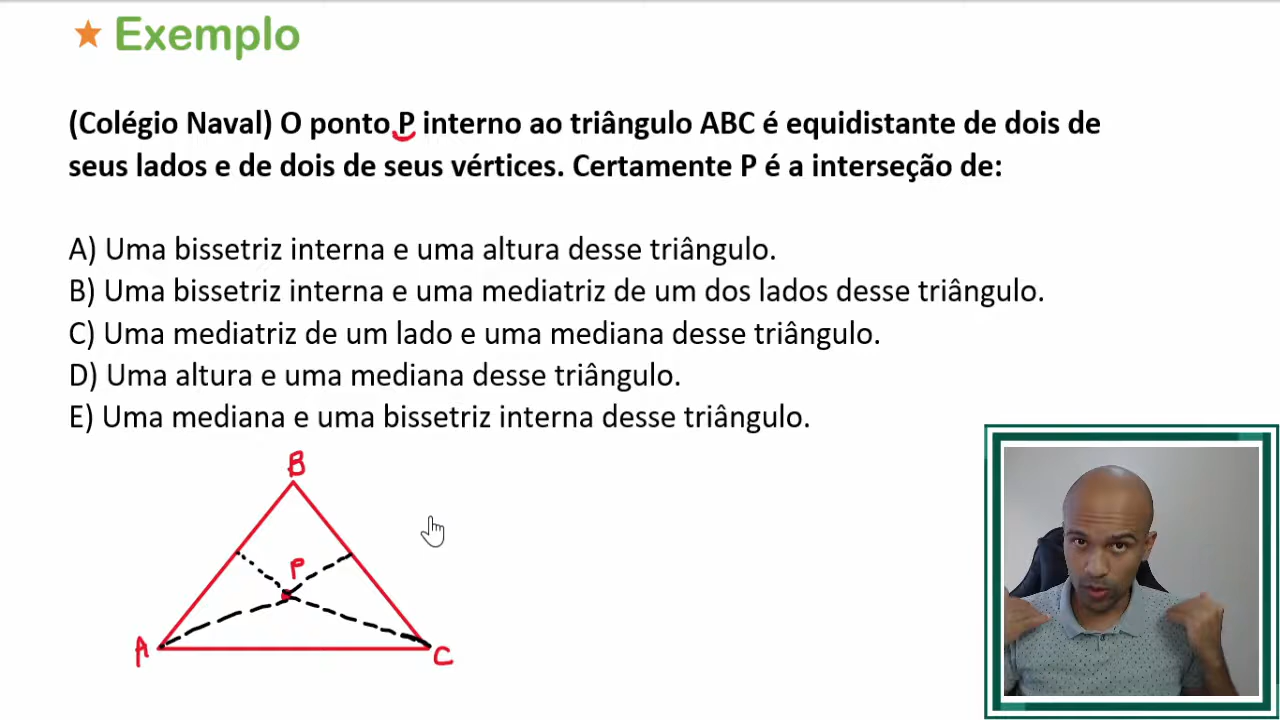 Exemplo
(Colégio Naval) O ponto P interno ao triângulo ABC é equidistante de dois de
seus lados e de dois de seus vértices. Certamente P é a interseção de:
A) Uma bissetriz interna e uma altura desse triângulo.
B) Uma bissetriz interna e uma mediatriz de um dos lados desse triângulo.
C) Uma mediatriz de um lado e uma mediana desse triângulo.
D) Uma altura e uma mediana desse triângulo.
E) Uma mediana e uma bissetriz interna desse triângulo.
B
P
A
C